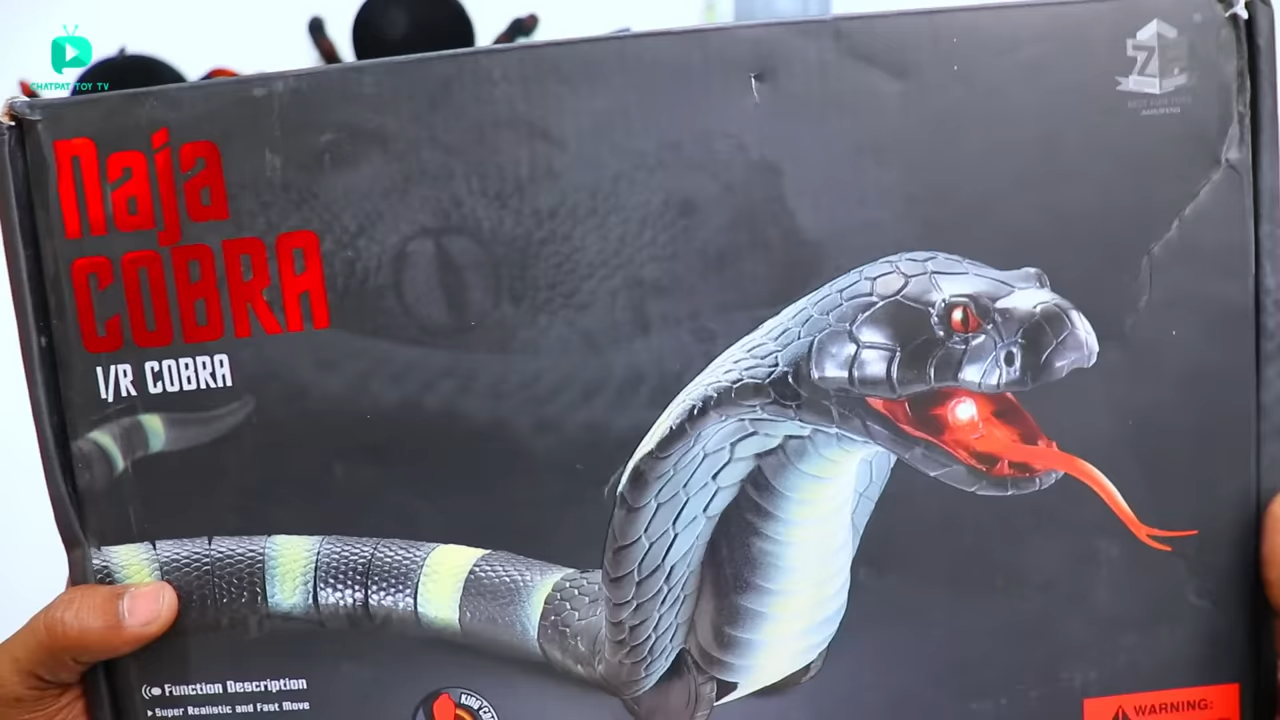 CHATPAT TOY TV
Naja
COBRA
I/R COBRA
Function Description
Super Realistic and Fast Move
WARNING: